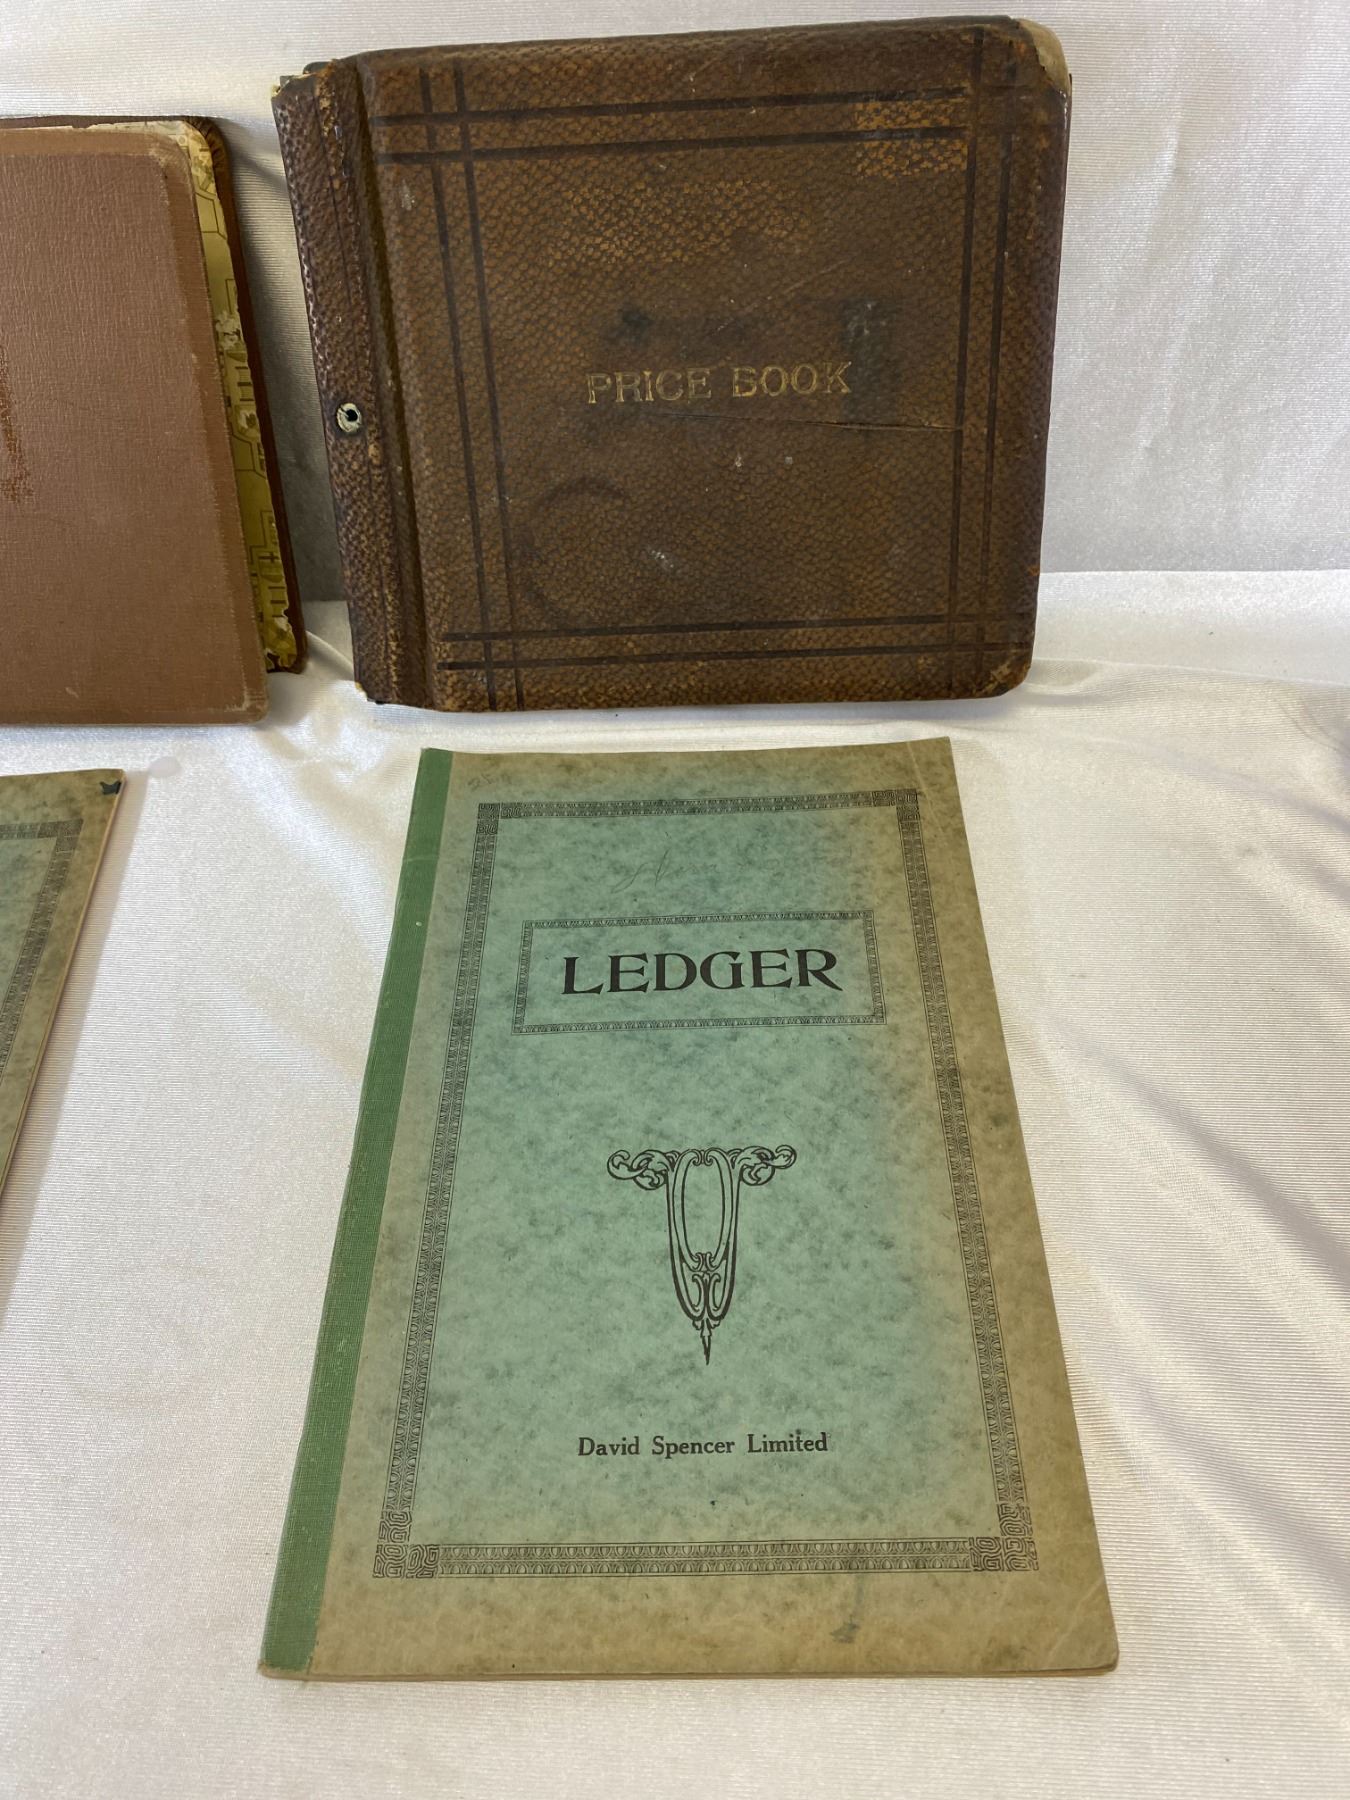 PRICE BOOK
LEDGER
David Spencer Limited